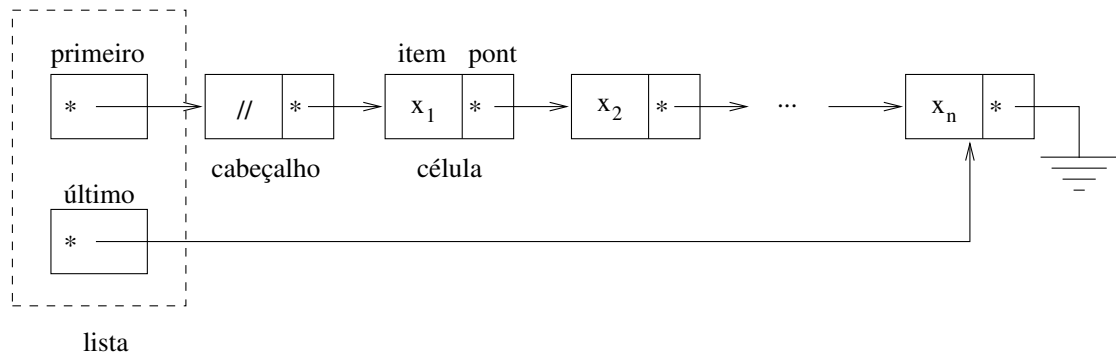 primeiro
item pont
* // * x₁ * x₂ * ... xₙ *
cabeçalho célula
último
*
lista